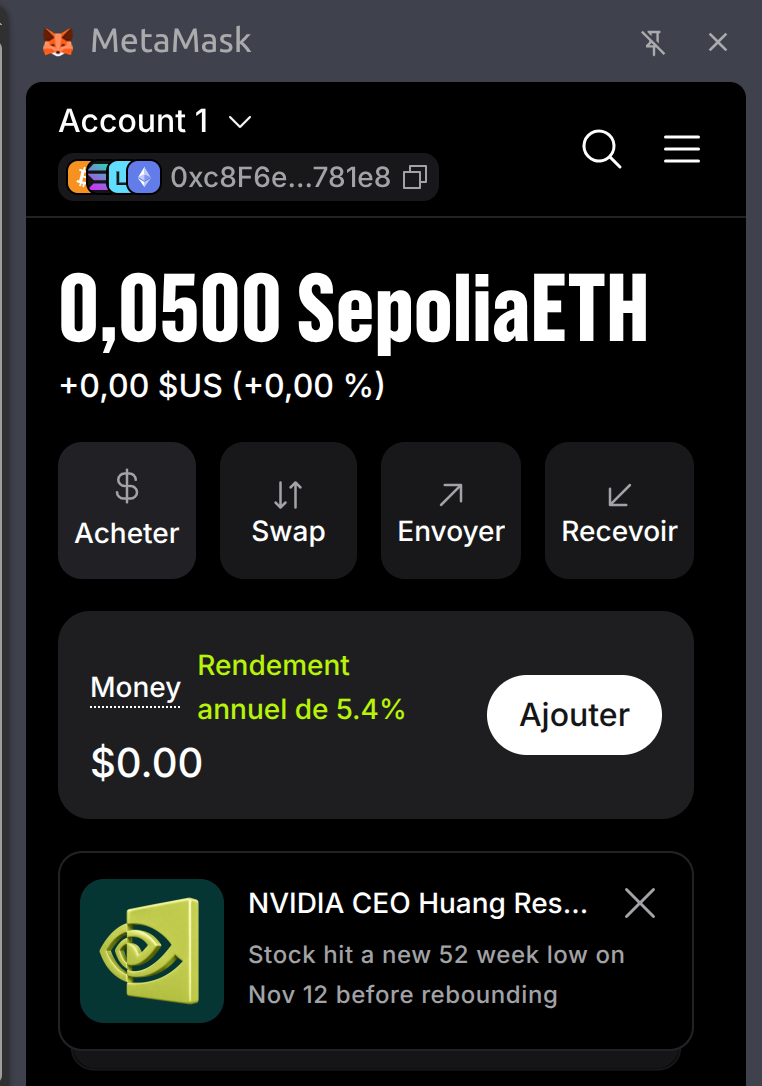 MetaMask
Account 1
0xc8F6e...781e8
0,0500 SepoliaETH
+0,00 $US (+0,00 %)
Acheter
Swap
Envoyer
Recevoir
Rendement
Money
annuel de 5.4%
$0.00
Ajouter
NVIDIA CEO Huang Res...
Stock hit a new 52 week low on
Nov 12 before rebounding